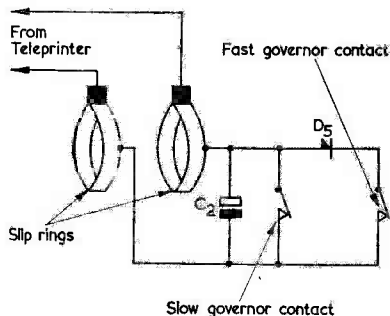 From
Teleprinter
Fast governor contact
D5
C2
Slip rings
Slow governor contact